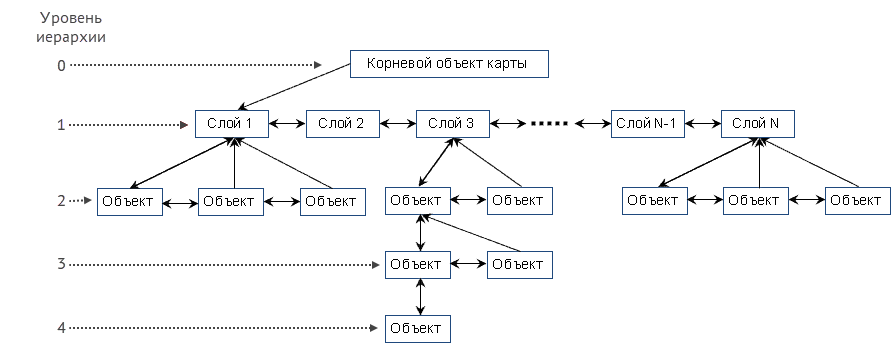 Уровень
иерархии
0
Корневой объект карты
1
Слой 1
Слой 2
Слой 3
Слой N-1
Слой N
2
Объект
Объект
Объект
Объект
Объект
Объект
Объект
Объект
3
Объект
Объект
4
Объект